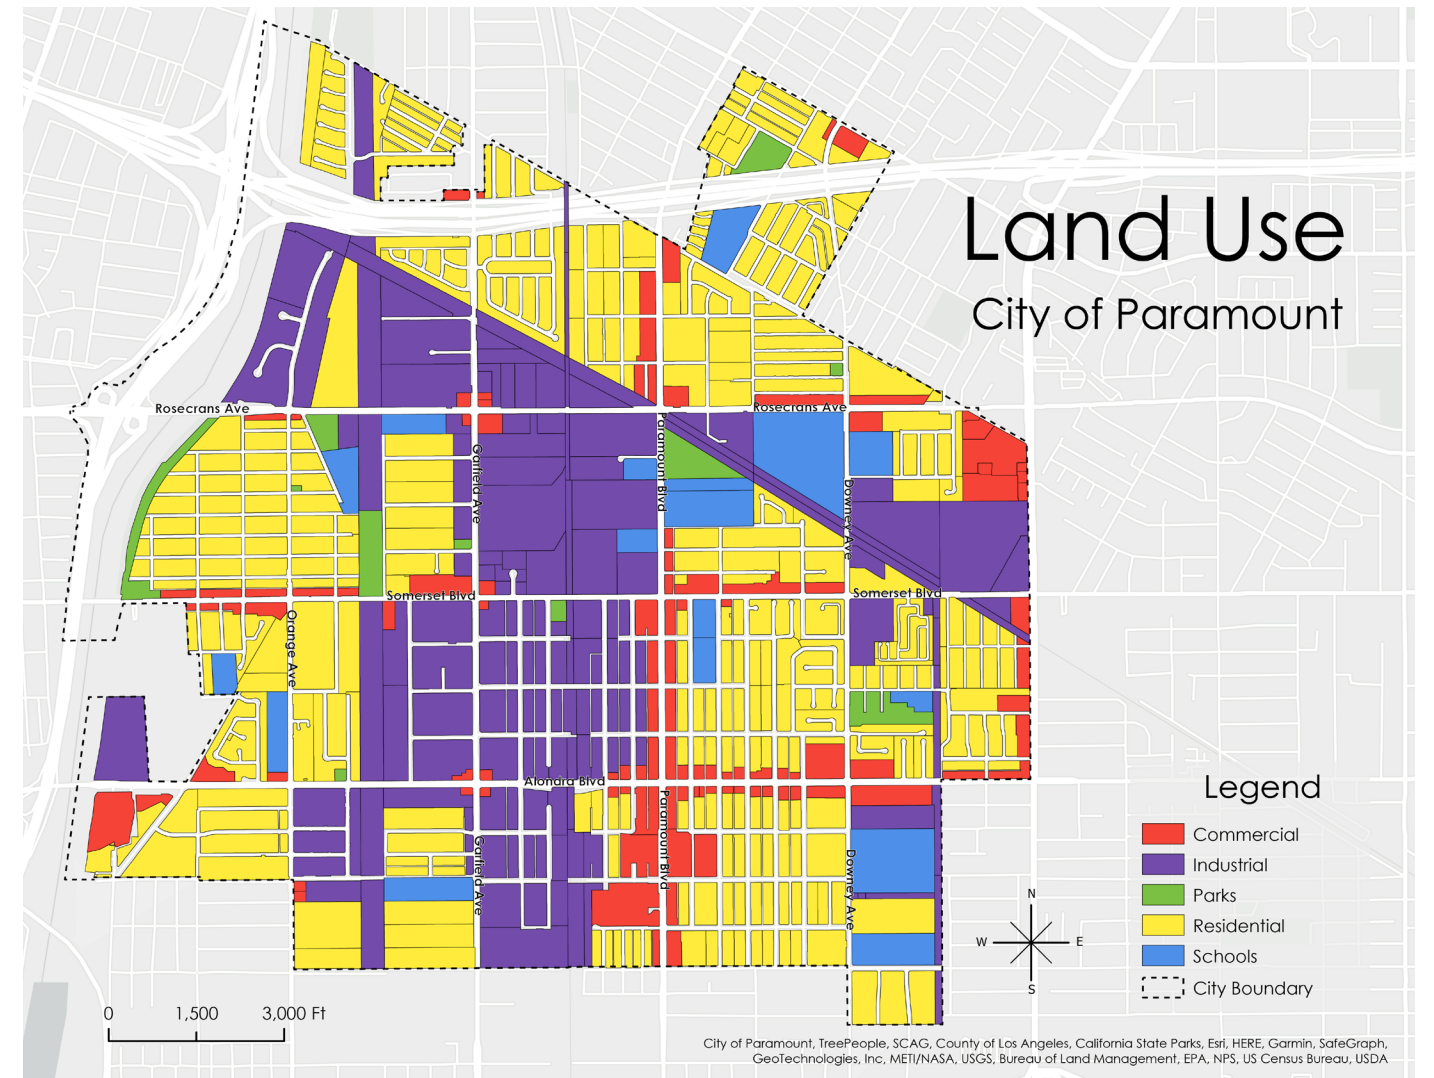 Land Use
City of Paramount
Rosecrans Ave
Rosecrans Ave
Paramount Blvd
Garfield Ave
Downey Ave
Somerset Blvd
Somerset Blvd
Orange Ave
Alondra Blvd
Paramount Blvd
Garfield Ave
Downey Ave
Legend
Commercial
Industrial
Parks
Residential
Schools
City Boundary
N
W E
S
0 1,500 3,000 Ft
City of Paramount, TreePeople, SCAG, County of Los Angeles, California State Parks, Esri, HERE, Garmin, SafeGraph,
GeoTechnologies, Inc, METI/NASA, USGS, Bureau of Land Management, EPA, NPS, US Census Bureau, USDA